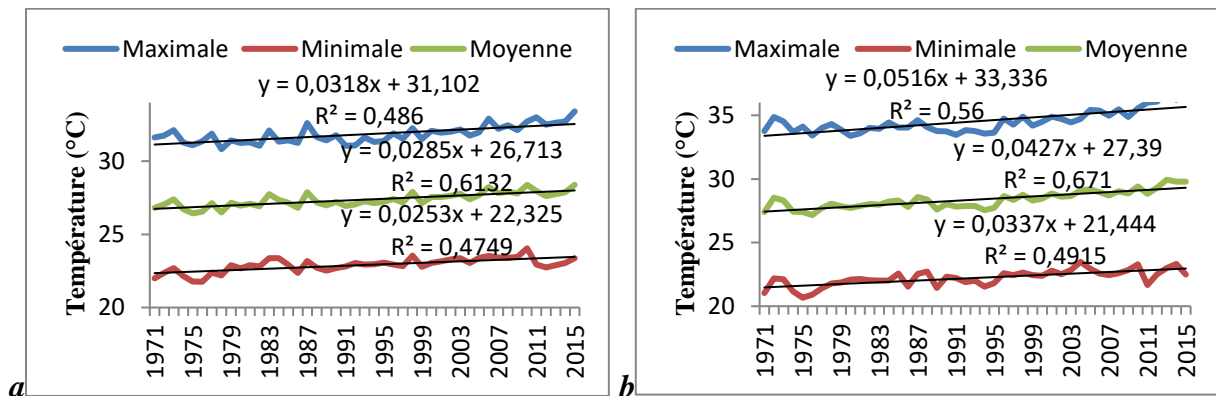 Maximale Minimale Moyenne
y = 0,0318x + 31,102
R² = 0,486
y = 0,0285x + 26,713
R² = 0,6132
y = 0,0253x + 22,325
R² = 0,4749
Température (°C)
30
25
20
1971 1975 1979 1983 1987 1991 1995 1999 2003 2007 2011 2015
a
Maximale Minimale Moyenne
y = 0,0516x + 33,336
R² = 0,56
y = 0,0427x + 27,39
R² = 0,671
y = 0,0337x + 21,444
R² = 0,4915
Température (°C)
35
30
25
20
1971 1975 1979 1983 1987 1991 1995 1999 2003 2007 2011 2015
b